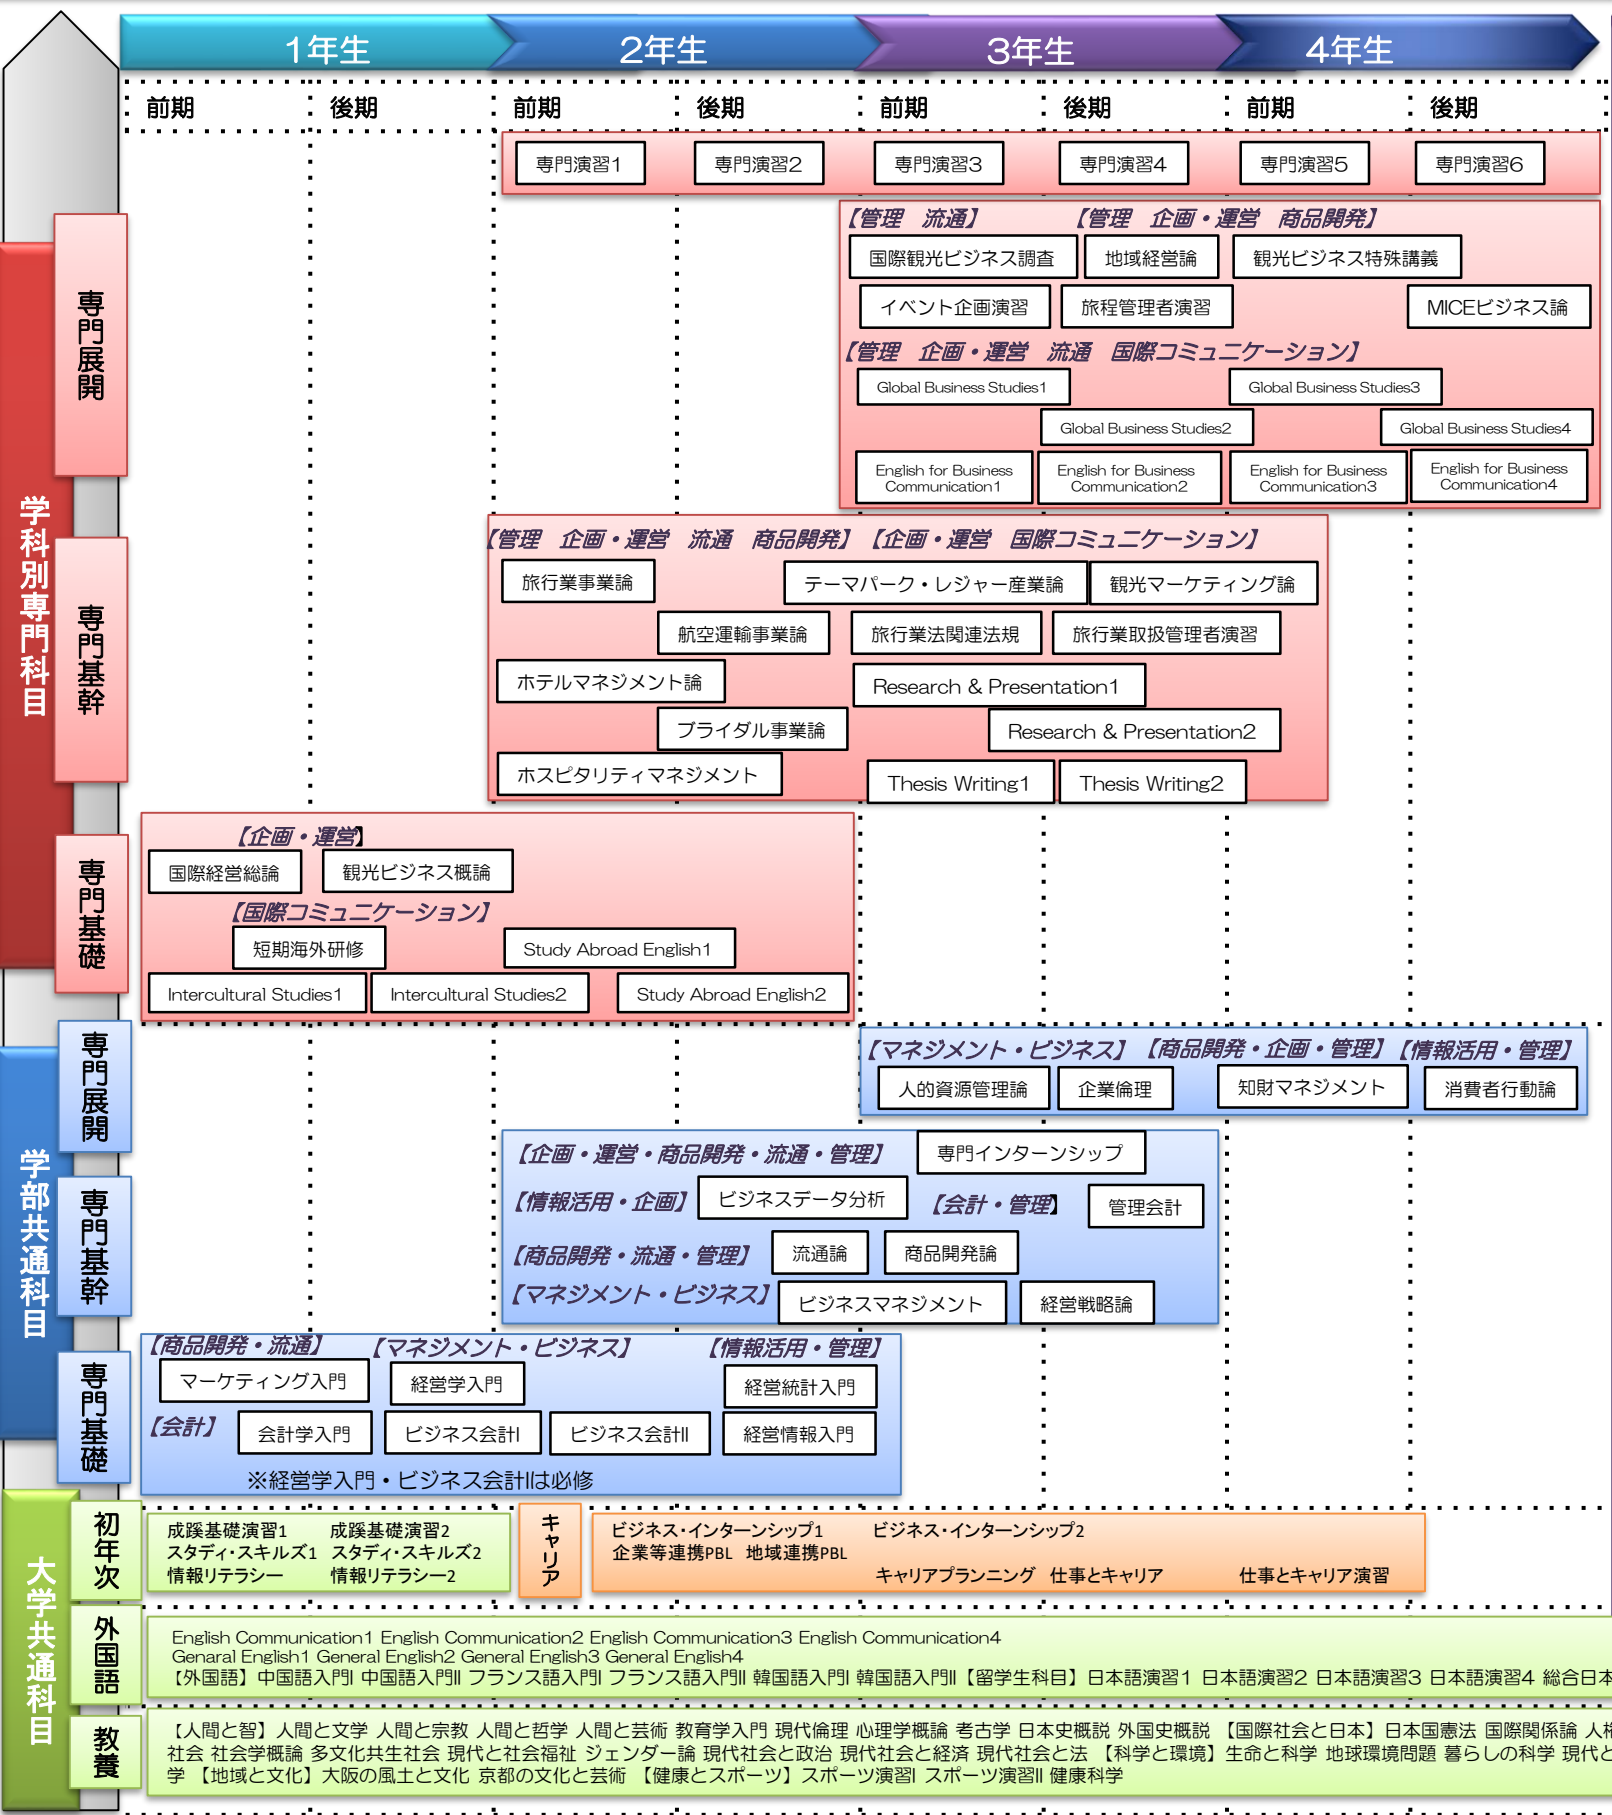 1年生 2年生 3年生 4年生
前期 後期 前期 後期 前期 後期 前期 後期
専門演習1 専門演習2 専門演習3 専門演習4 専門演習5 専門演習6
学科別専門科目
専門展開
【管理　流通】 【管理　企画・運営　商品開発】
国際観光ビジネス調査 地域経営論 観光ビジネス特殊講義
イベント企画演習 旅程管理者演習 MICEビジネス論
【管理　企画・運営　流通　国際コミュニケーション】
Global Business Studies1 Global Business Studies3
Global Business Studies2 Global Business Studies4
English for Business Communication1 English for Business Communication2 English for Business Communication3 English for Business Communication4
専門基幹
【管理　企画・運営　流通　商品開発】 【企画・運営　国際コミュニケーション】
旅行業事業論 テーマパーク・レジャー産業論 観光マーケティング論
航空運輸事業論 旅行業法関連法規 旅行業取扱管理者演習
ホテルマネジメント論 Research & Presentation1
ブライダル事業論 Research & Presentation2
ホスピタリティマネジメント Thesis Writing1 Thesis Writing2
専門基礎
【企画・運営】
国際経営総論 観光ビジネス概論
【国際コミュニケーション】
短期海外研修 Study Abroad English1
Intercultural Studies1 Intercultural Studies2 Study Abroad English2
学部共通科目
専門展開
【マネジメント・ビジネス】 【商品開発・企画・管理】 【情報活用・管理】
人的資源管理論 企業倫理 知財マネジメント 消費者行動論
専門基幹
【企画・運営・商品開発・流通・管理】 専門インターンシップ
【情報活用・企画】 ビジネスデータ分析 【会計・管理】 管理会計
【商品開発・流通・管理】 流通論 商品開発論
【マネジメント・ビジネス】 ビジネスマネジメント 経営戦略論
専門基礎
【商品開発・流通】 【マネジメント・ビジネス】 【情報活用・管理】
マーケティング入門 経営学入門 経営統計入門
【会計】 会計学入門 ビジネス会計Ⅰ ビジネス会計Ⅱ 経営情報入門
※経営学入門・ビジネス会計Ⅱは必修
大学共通科目
初年次
成蹊基礎演習1 成蹊基礎演習2
スタディ・スキルズ1 スタディ・スキルズ2
情報リテラシー 情報リテラシー2
キャリア
ビジネス・インターンシップ1 ビジネス・インターンシップ2
企業等連携PBL 地域連携PBL
キャリアプランニング 仕事とキャリア 仕事とキャリア演習
外国語
English Communication1 English Communication2 English Communication3 English Communication4
Genaral English1 General English2 General English3 General English4
【外国語】中国語入門Ⅰ 中国語入門Ⅱ フランス語入門Ⅰ フランス語入門Ⅱ 韓国語入門Ⅰ 韓国語入門Ⅱ【留学生科目】日本語演習1 日本語演習2 日本語演習3 日本語演習4 総合日本
教養
【人間と智】人間と文学 人間と宗教 人間と哲学 人間と芸術 教育学入門 現代倫理 心理学概論 考古学 日本史概説 外国史概説 【国際社会と日本】日本国憲法 国際関係論 人権
社会 社会学概論 多文化共生社会 現代と社会福祉 ジェンダー論 現代社会と政治 現代社会と経済 現代社会と法 【科学と環境】生命と科学 地球環境問題 暮らしの科学 現代と
学 【地域と文化】大阪の風土と文化 京都の文化と芸術 【健康とスポーツ】スポーツ演習Ⅰ スポーツ演習Ⅱ 健康科学